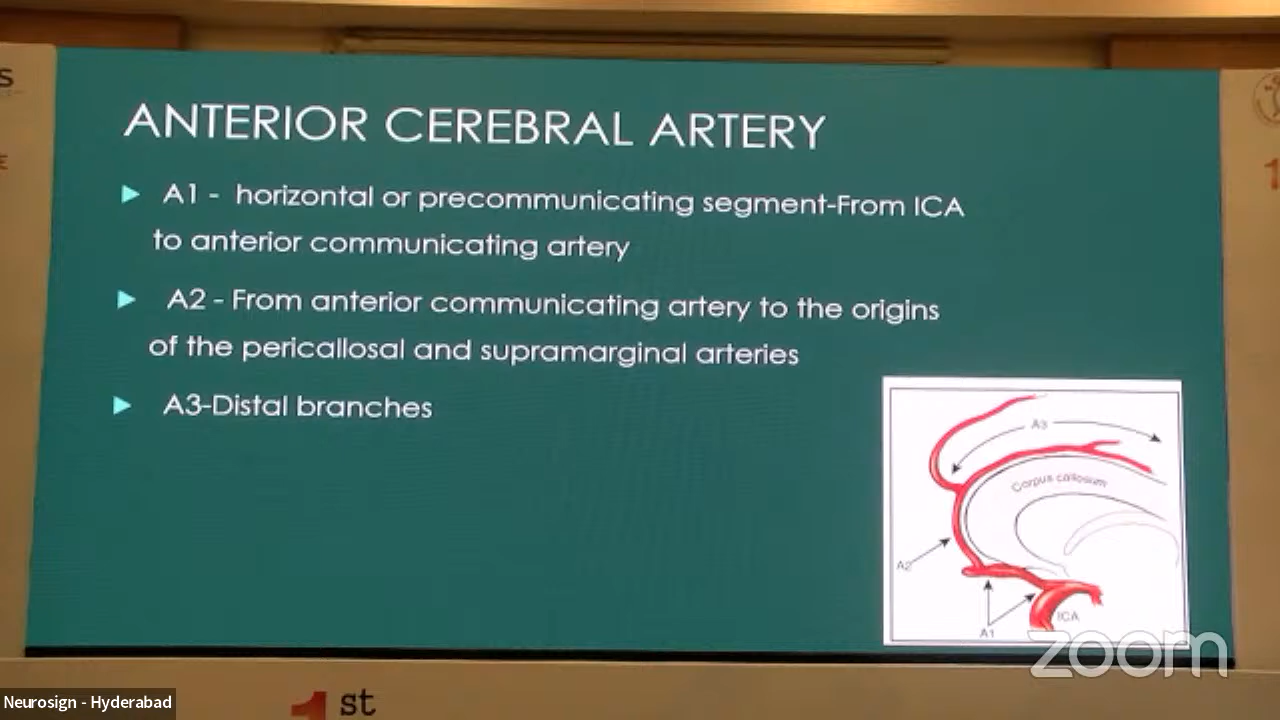 S
ANTERIOR CEREBRAL ARTERY
A1 - horizontal or precommunicating segment-From ICA
to anterior communicating artery
A2 - From anterior communicating artery to the origins
of the pericallosal and supramarginal arteries
A3-Distal branches
A3
Corpus callosum
A2
A1
ICA
zoom
Neurosign - Hyderabad
1st